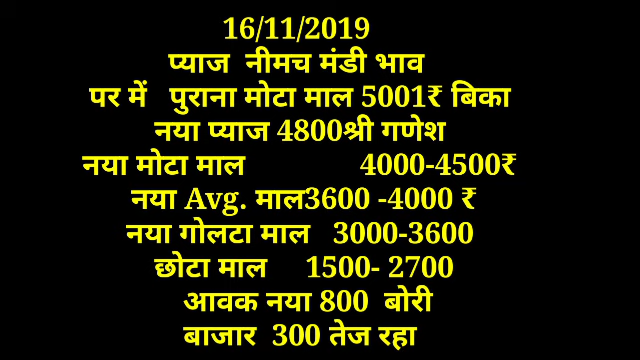 16/11/2019
प्याज नीमच मंडी भाव
पर में पुराना मोटा माल 5001₹ बिका
नया प्याज 4800श्री गणेश
नया मोटा माल 4000-4500₹
नया Avg. माल3600 -4000 ₹
नया गोलटा माल 3000-3600
छोटा माल 1500- 2700
आवक नया 800 बोरी
बाजार 300 तेज रहा